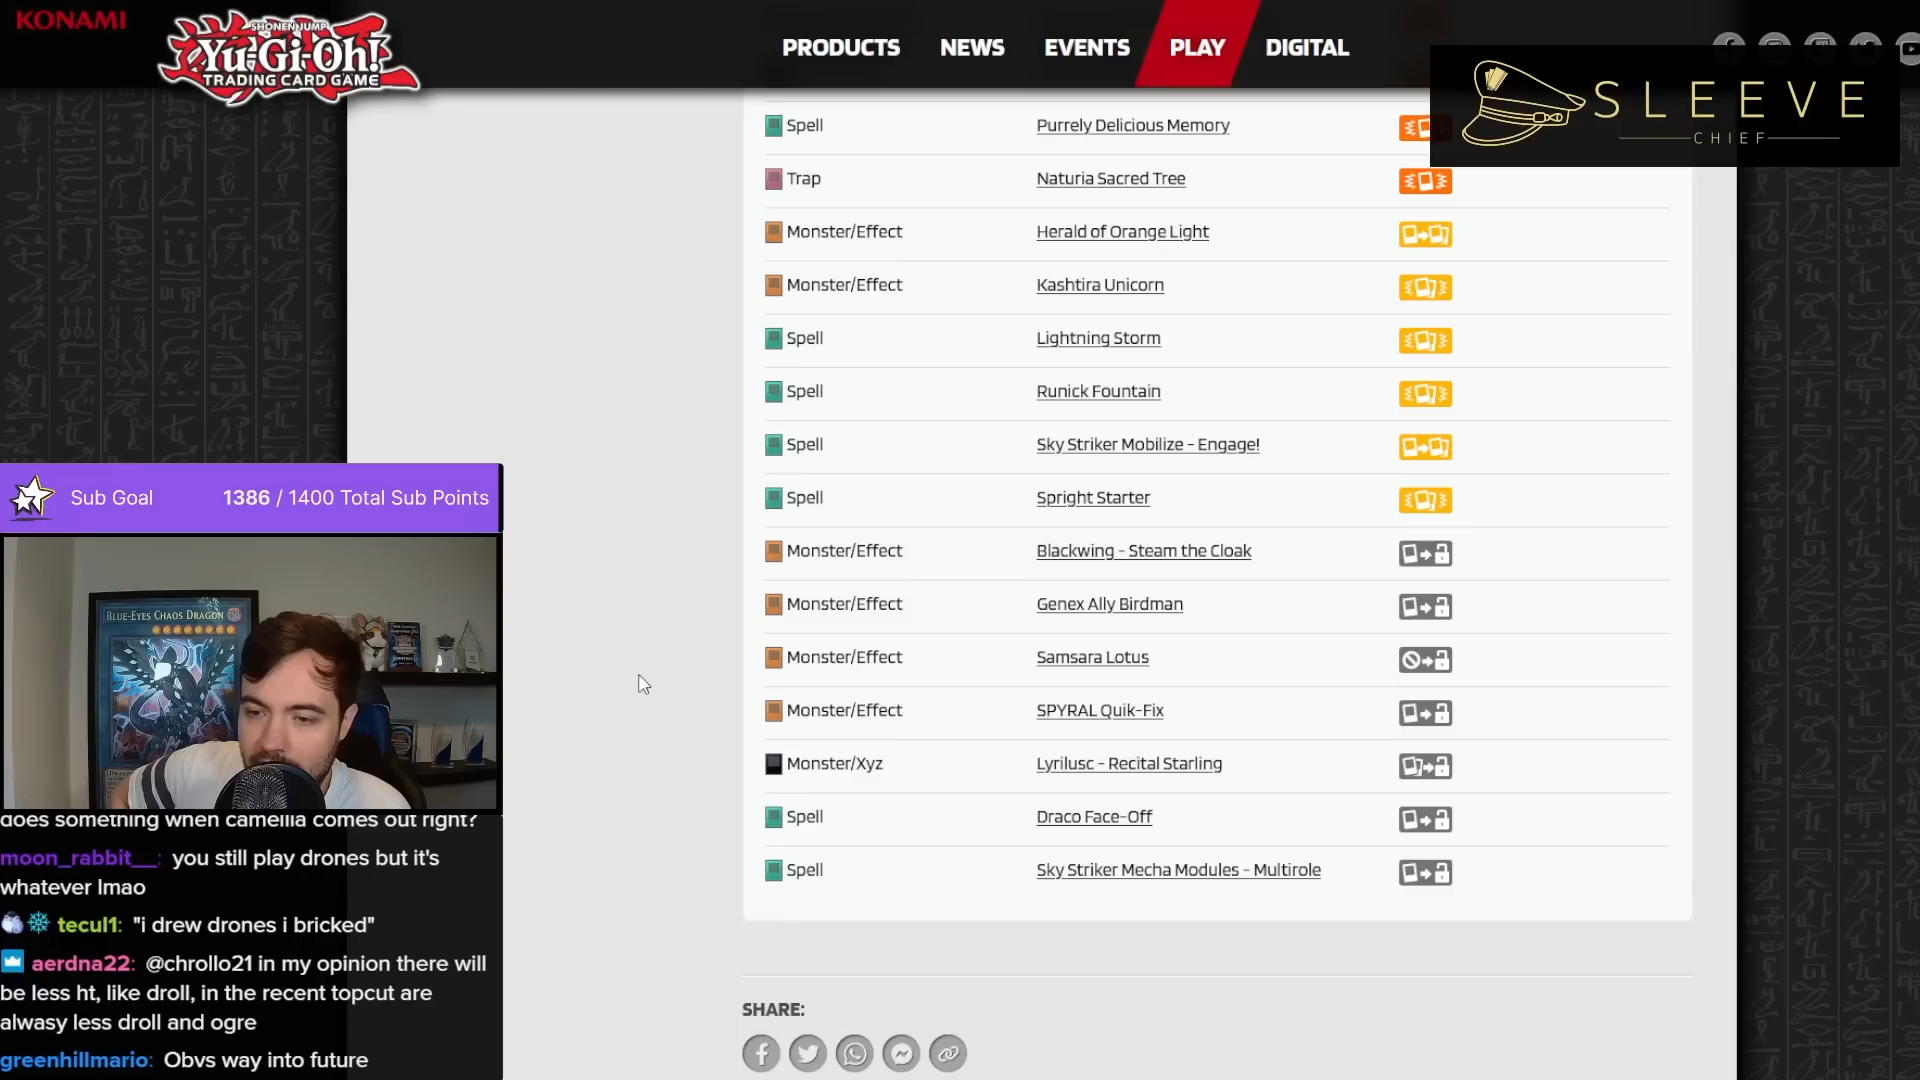 KONAMI
SHONEN JUMP
Yu-Gi-Oh!
TRADING CARD GAME
PRODUCTS NEWS EVENTS PLAY DIGITAL
SLEEVE
CHIEF
Spell Purrely Delicious Memory
Trap Naturia Sacred Tree
Monster/Effect Herald of Orange Light
Monster/Effect Kashtira Unicorn
Spell Lightning Storm
Spell Runick Fountain
Spell Sky Striker Mobilize - Engage!
Spell Spright Starter
Monster/Effect Blackwing - Steam the Cloak
Monster/Effect Genex Ally Birdman
Monster/Effect Samsara Lotus
Monster/Effect SPYRAL Quik-Fix
Monster/Xyz Lyrilusc - Recital Starling
Spell Draco Face-Off
Spell Sky Striker Mecha Modules - Multirole
SHARE:
Sub Goal 1386 / 1400 Total Sub Points
BLUE-EYES CHAOS DRAGON
does something when camellia comes out right?
moon_rabbit__: you still play drones but it's
whatever lmao
tecul1: "i drew drones i bricked"
aerdna22: @chrollo21 in my opinion there will
be less ht, like droll, in the recent topcut are
alwasy less droll and ogre
greenhillmario: Obvs way into future